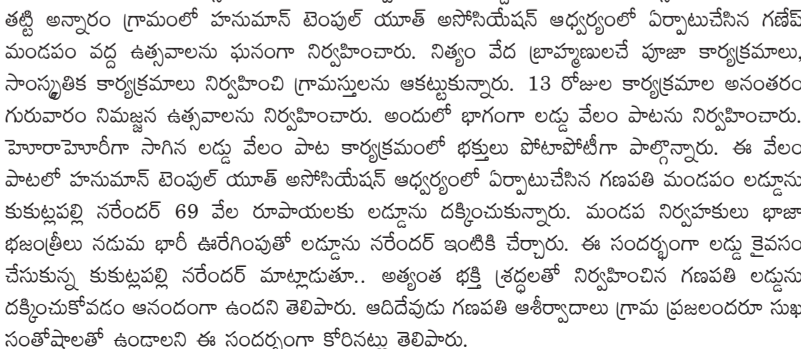 తట్టి అన్నారం గ్రామంలో హనుమాన్ టెంపుల్ యూత్ అసోసియేషన్ ఆధ్వర్యంలో ఏర్పాటుచేసిన గణేష్
మండపం వద్ద ఉత్సవాలను ఘనంగా నిర్వహించారు. నిత్యం వేద బ్రాహ్మణులచే పూజా కార్యక్రమాలు,
సాంస్కృతిక కార్యక్రమాలు నిర్వహించి గ్రామస్తులను ఆకట్టుకున్నారు. 13 రోజుల కార్యక్రమాల అనంతరం
గురువారం నిమజ్జన ఉత్సవాలను నిర్వహించారు. అందులో భాగంగా లడ్డు వేలం పాటను నిర్వహించారు.
హెూరాహెూరీగా సాగిన లడ్డు వేలం పాట కార్యక్రమంలో భక్తులు పోటాపోటీగా పాల్గొన్నారు. ఈ వేలం
పాటలో హనుమాన్ టెంపుల్ యూత్ అసోసియేషన్ ఆధ్వర్యంలో ఏర్పాటుచేసిన గణపతి మండపం లడ్డూను
కుకుట్లపల్లి నరేందర్ 69 వేల రూపాయలకు లడ్డూను దక్కించుకున్నారు. మండప నిర్వహకులు భాజా
భజంత్రీలు నడుమ భారీ ఊరేగింపుతో లడ్డూను నరేందర్ ఇంటికి చేర్చారు. ఈ సందర్భంగా లడ్డు కైవసం
చేసుకున్న కుకుట్లపల్లి నరేందర్ మాట్లాడుతూ.. అత్యంత భక్తి శ్రద్ధలతో నిర్వహించిన గణపతి లడ్డును
దక్కించుకోవడం ఆనందంగా ఉందని తెలిపారు. ఆదిదేవుడు గణపతి ఆశీర్వాదాలు గ్రామ ప్రజలందరూ సుఖ
సంతోషాలతో ఉండాలని ఈ సందర్భంగా కోరినట్లు తెలిపారు.